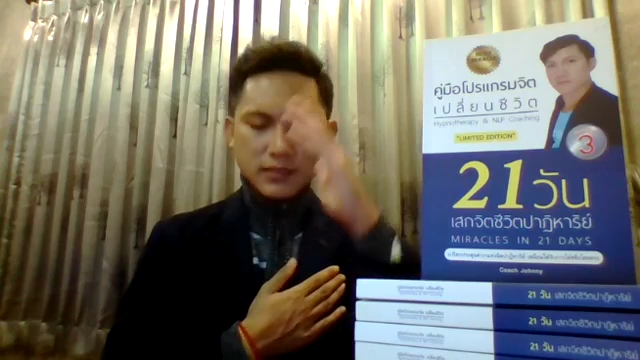 คู่มือโปรแกรมจิต
เปลี่ยนชีวิต
Hypnotherapy & NLP Coaching
"LIMITED EDITION"
3
21 วัน
เสกจิตชีวิตปาฏิหาริย์
MIRACLES IN 21 DAYS
Coach Johnny
21 วัน เสกจิตชีวิตปาฏิหาริย์
21 วัน เสกจิตชีวิตปาฏิหาริย์
21 วัน เสกจิตชีวิตปาฏิหาริย์
21 วัน เสกจิตชีวิตปาฏิหาริย์